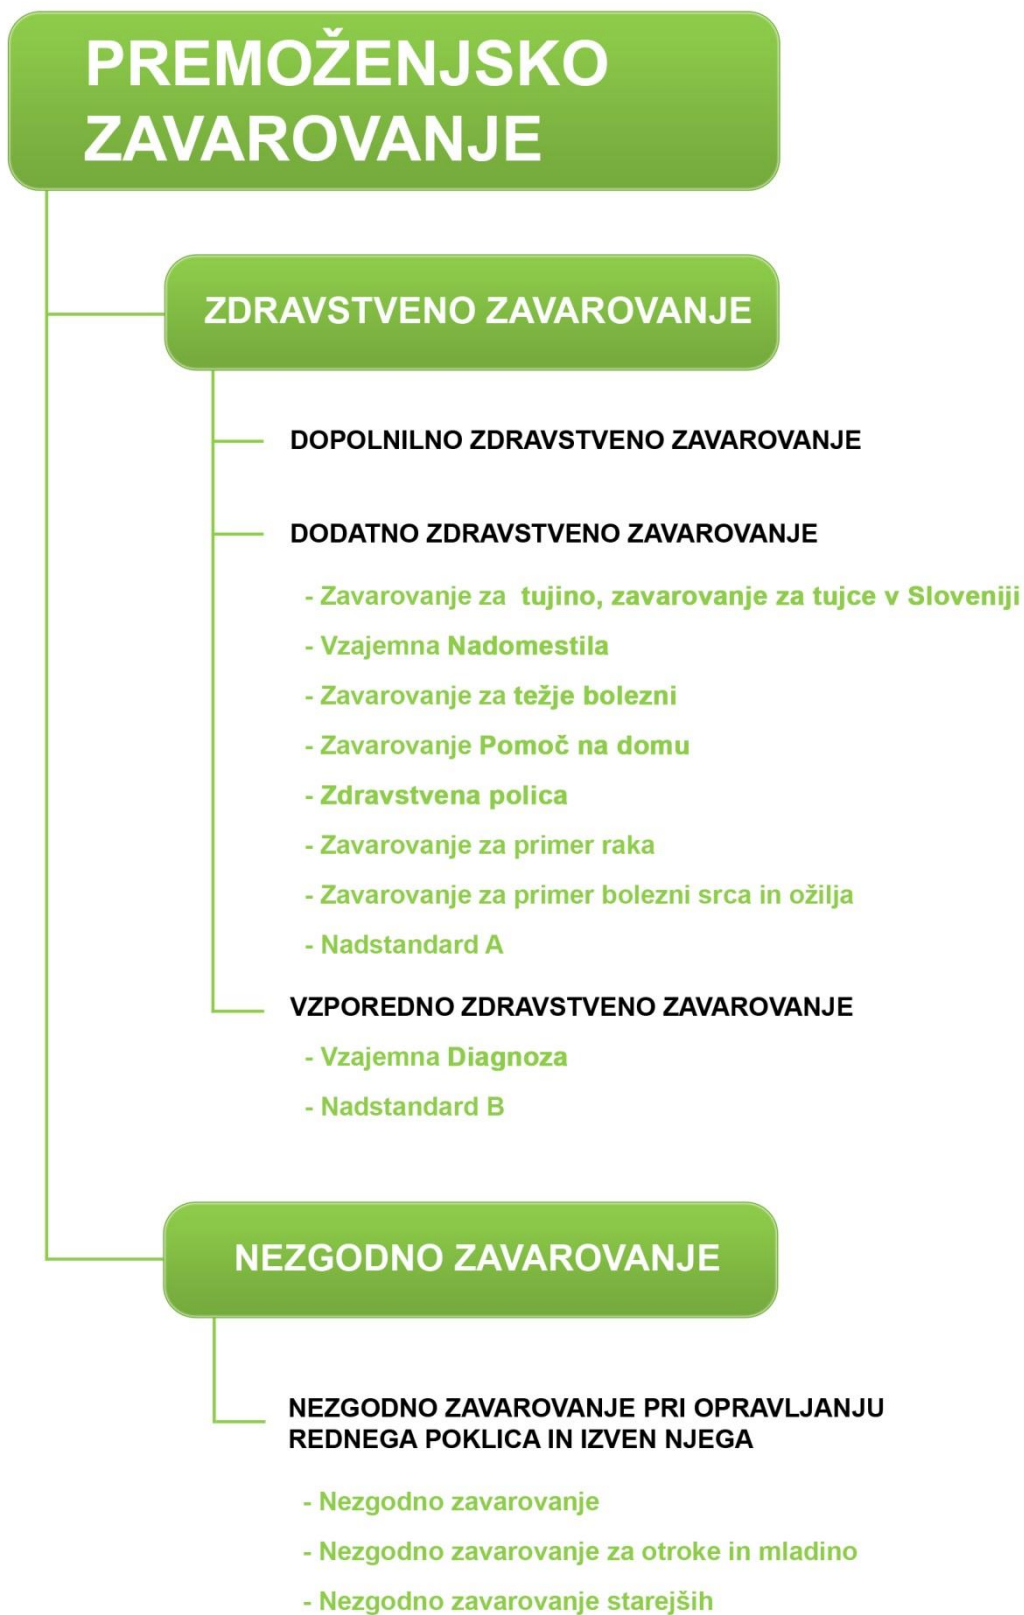 PREMOŽENJSKO
ZAVAROVANJE
ZDRAVSTVENO ZAVAROVANJE
DOPOLNILNO ZDRAVSTVENO ZAVAROVANJE
DODATNO ZDRAVSTVENO ZAVAROVANJE
- Zavarovanje za tujino, zavarovanje za tujce v Sloveniji
- Vzajemna Nadomestila
- Zavarovanje za težje bolezni
- Zavarovanje Pomoč na domu
- Zdravstvena polica
- Zavarovanje za primer raka
- Zavarovanje za primer bolezni srca in ožilja
- Nadstandard A
VZPOREDNO ZDRAVSTVENO ZAVAROVANJE
- Vzajemna Diagnoza
- Nadstandard B
NEZGODNO ZAVAROVANJE
NEZGODNO ZAVAROVANJE PRI OPRAVLJANJU
REDNEGA POKLICA IN IZVEN NJEGA
- Nezgodno zavarovanje
- Nezgodno zavarovanje za otroke in mladino
- Nezgodno zavarovanje starejših